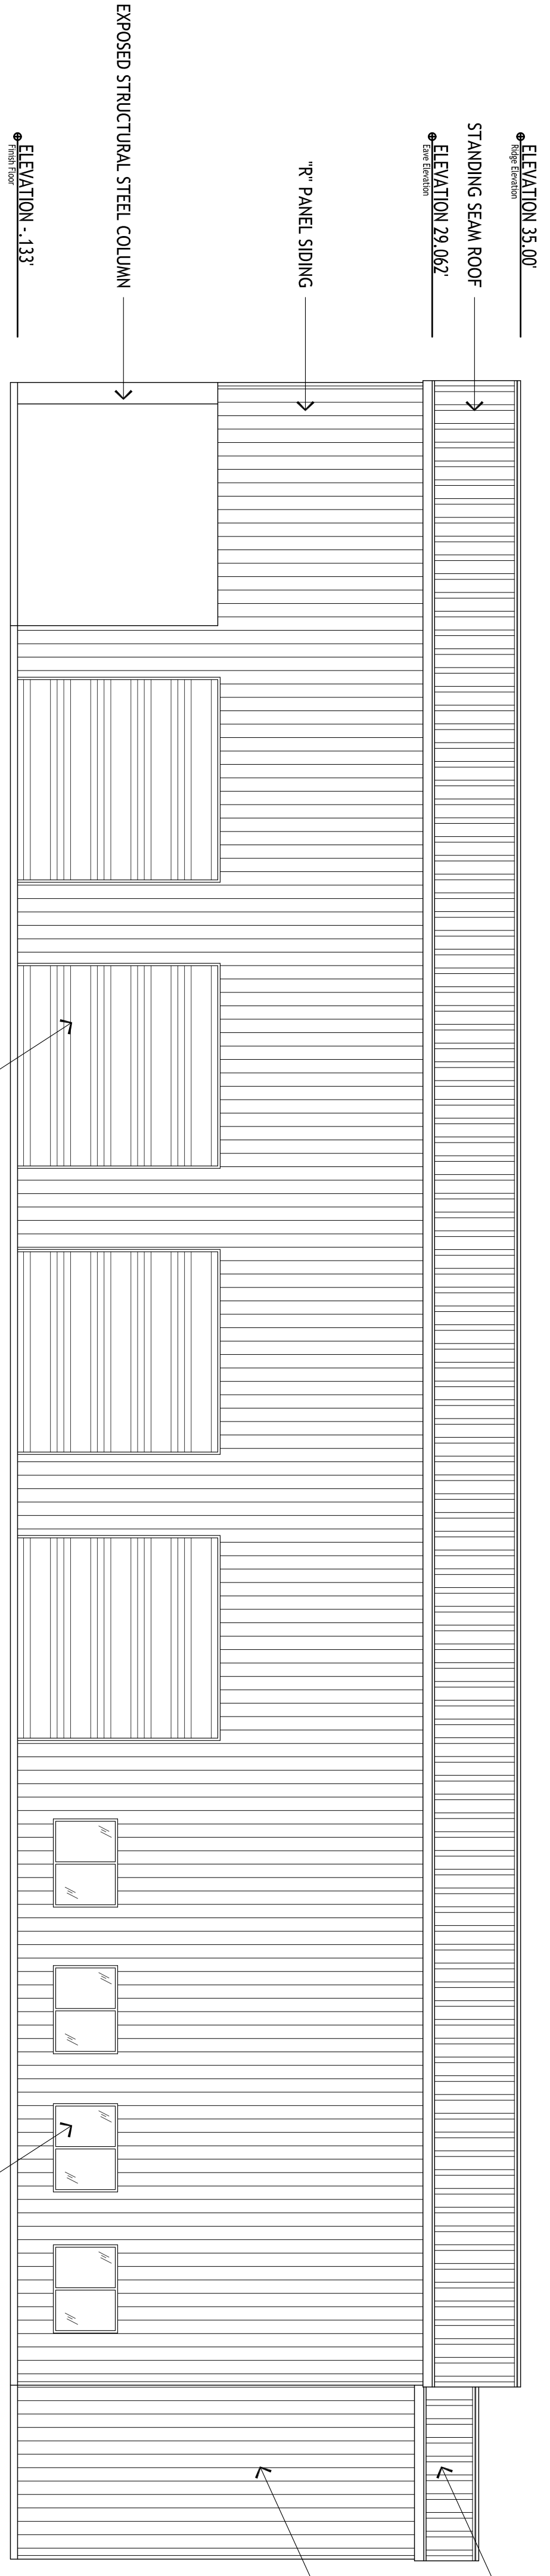 ELEVATION 35.00'
Ridge Elevation
STANDING SEAM ROOF
ELEVATION 29.062'
Eave Elevation
"R" PANEL SIDING
EXPOSED STRUCTURAL STEEL COLUMN
ELEVATION -.133'
Finish Floor